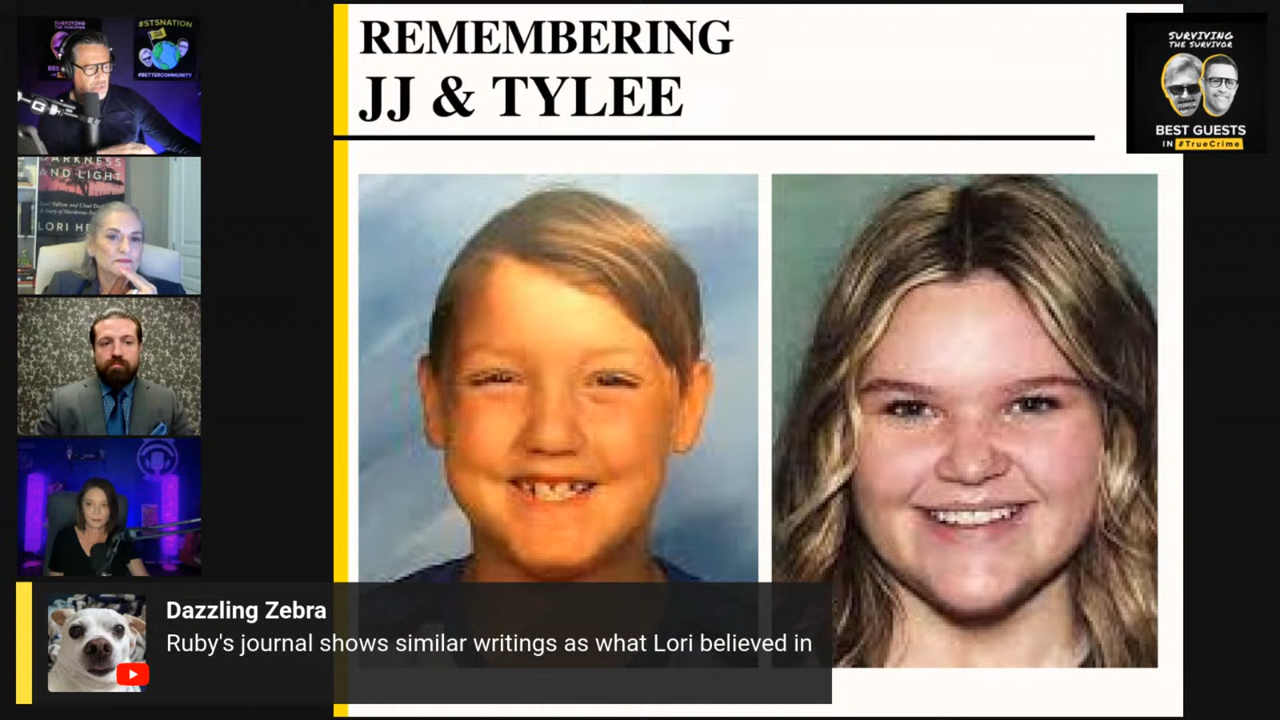 REMEMBERING
JJ & TYLEE
SURVIVING
THE SURVIVOR
BEST GUESTS
IN #TrueCrime
#STSNATION
#BETTERCOMMUNITY
DARKNESS
AND LIGHT
LORI
Dazzling Zebra
Ruby's journal shows similar writings as what Lori believed in